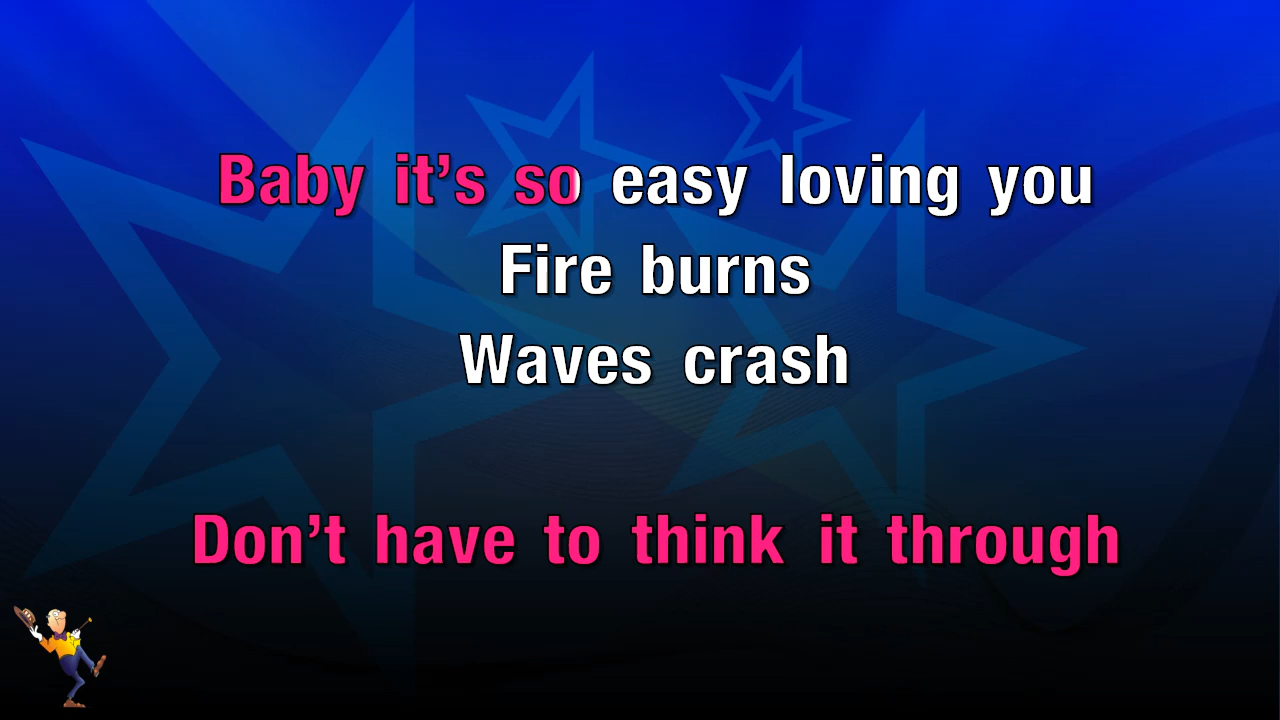 Baby it’s so easy loving you
Fire burns
Waves crash
Don’t have to think it through